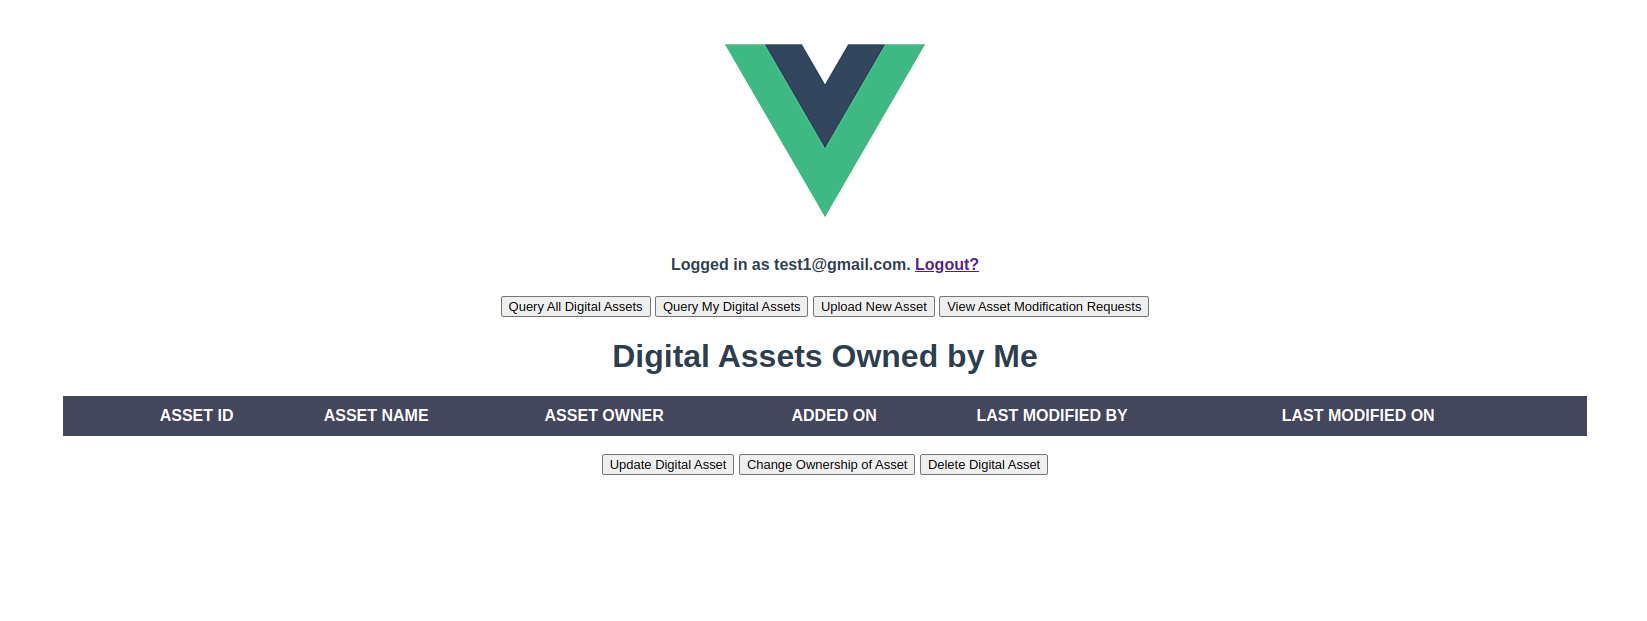 Logged in as test1@gmail.com. Logout?
Query All Digital Assets Query My Digital Assets Upload New Asset View Asset Modification Requests
Digital Assets Owned by Me
ASSET ID ASSET NAME ASSET OWNER ADDED ON LAST MODIFIED BY LAST MODIFIED ON
Update Digital Asset Change Ownership of Asset Delete Digital Asset